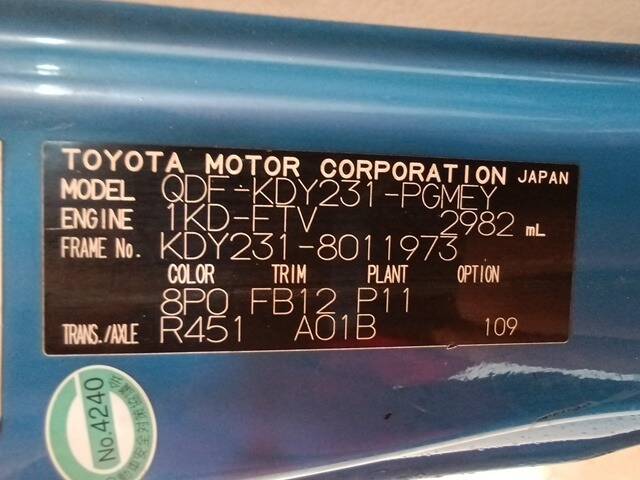 TOYOTA MOTOR CORPORATION JAPAN
MODEL QDF-KDY231-PGMEY
ENGINE 1KD-FTV 2982 mL
FRAME No. KDY231-8011973
COLOR TRIM PLANT OPTION
8P0 FB12 P11
TRANS./AXLE R451 A01B 109
No.4240